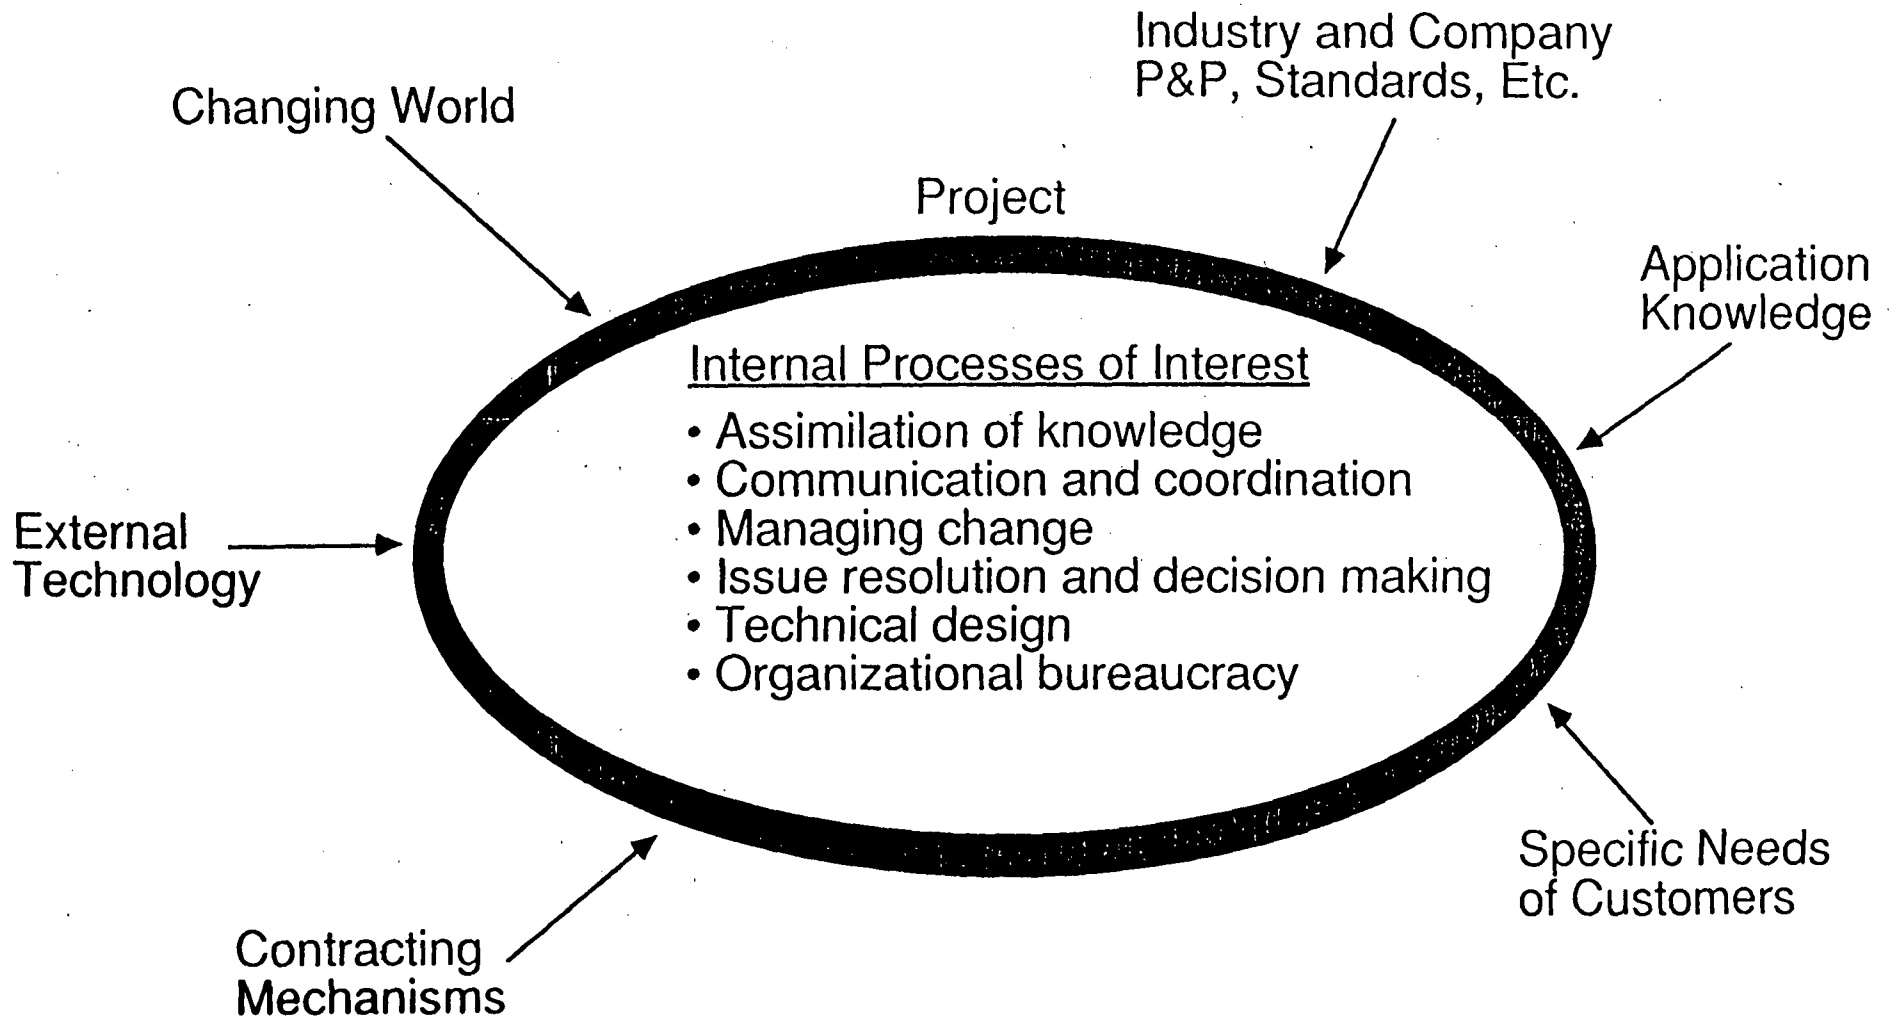 Industry and Company
P&P, Standards, Etc.
Changing World
Project
Application
Knowledge
Internal Processes of Interest
• Assimilation of knowledge
• Communication and coordination
• Managing change
• Issue resolution and decision making
• Technical design
• Organizational bureaucracy
External
Technology
Specific Needs
of Customers
Contracting
Mechanisms